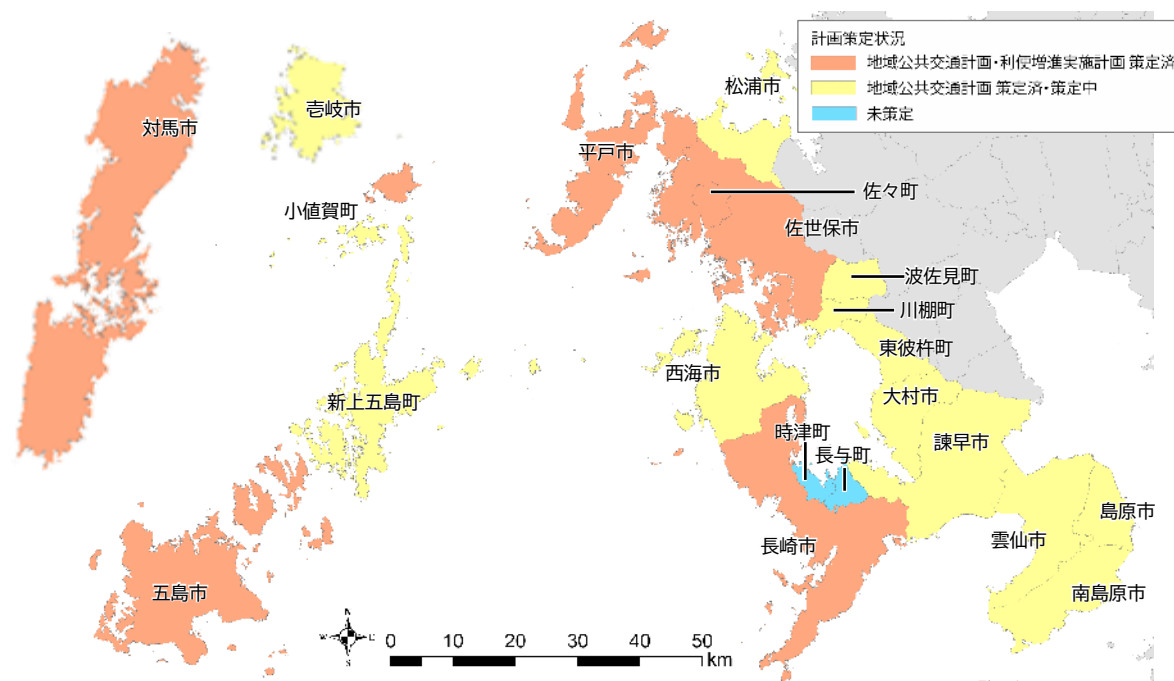 計画策定状況
地域公共交通計画・利便増進実施計画 策定済
地域公共交通計画 策定済・策定中
未策定
松浦市
壱岐市
対馬市
平戸市
佐々町
小値賀町
佐世保市
波佐見町
川棚町
東彼杵町
西海市
大村市
新上五島町
時津町
諫早市
長与町
島原市
雲仙市
長崎市
五島市
南島原市
N
W
E
S
0 10 20 30 40 50
km